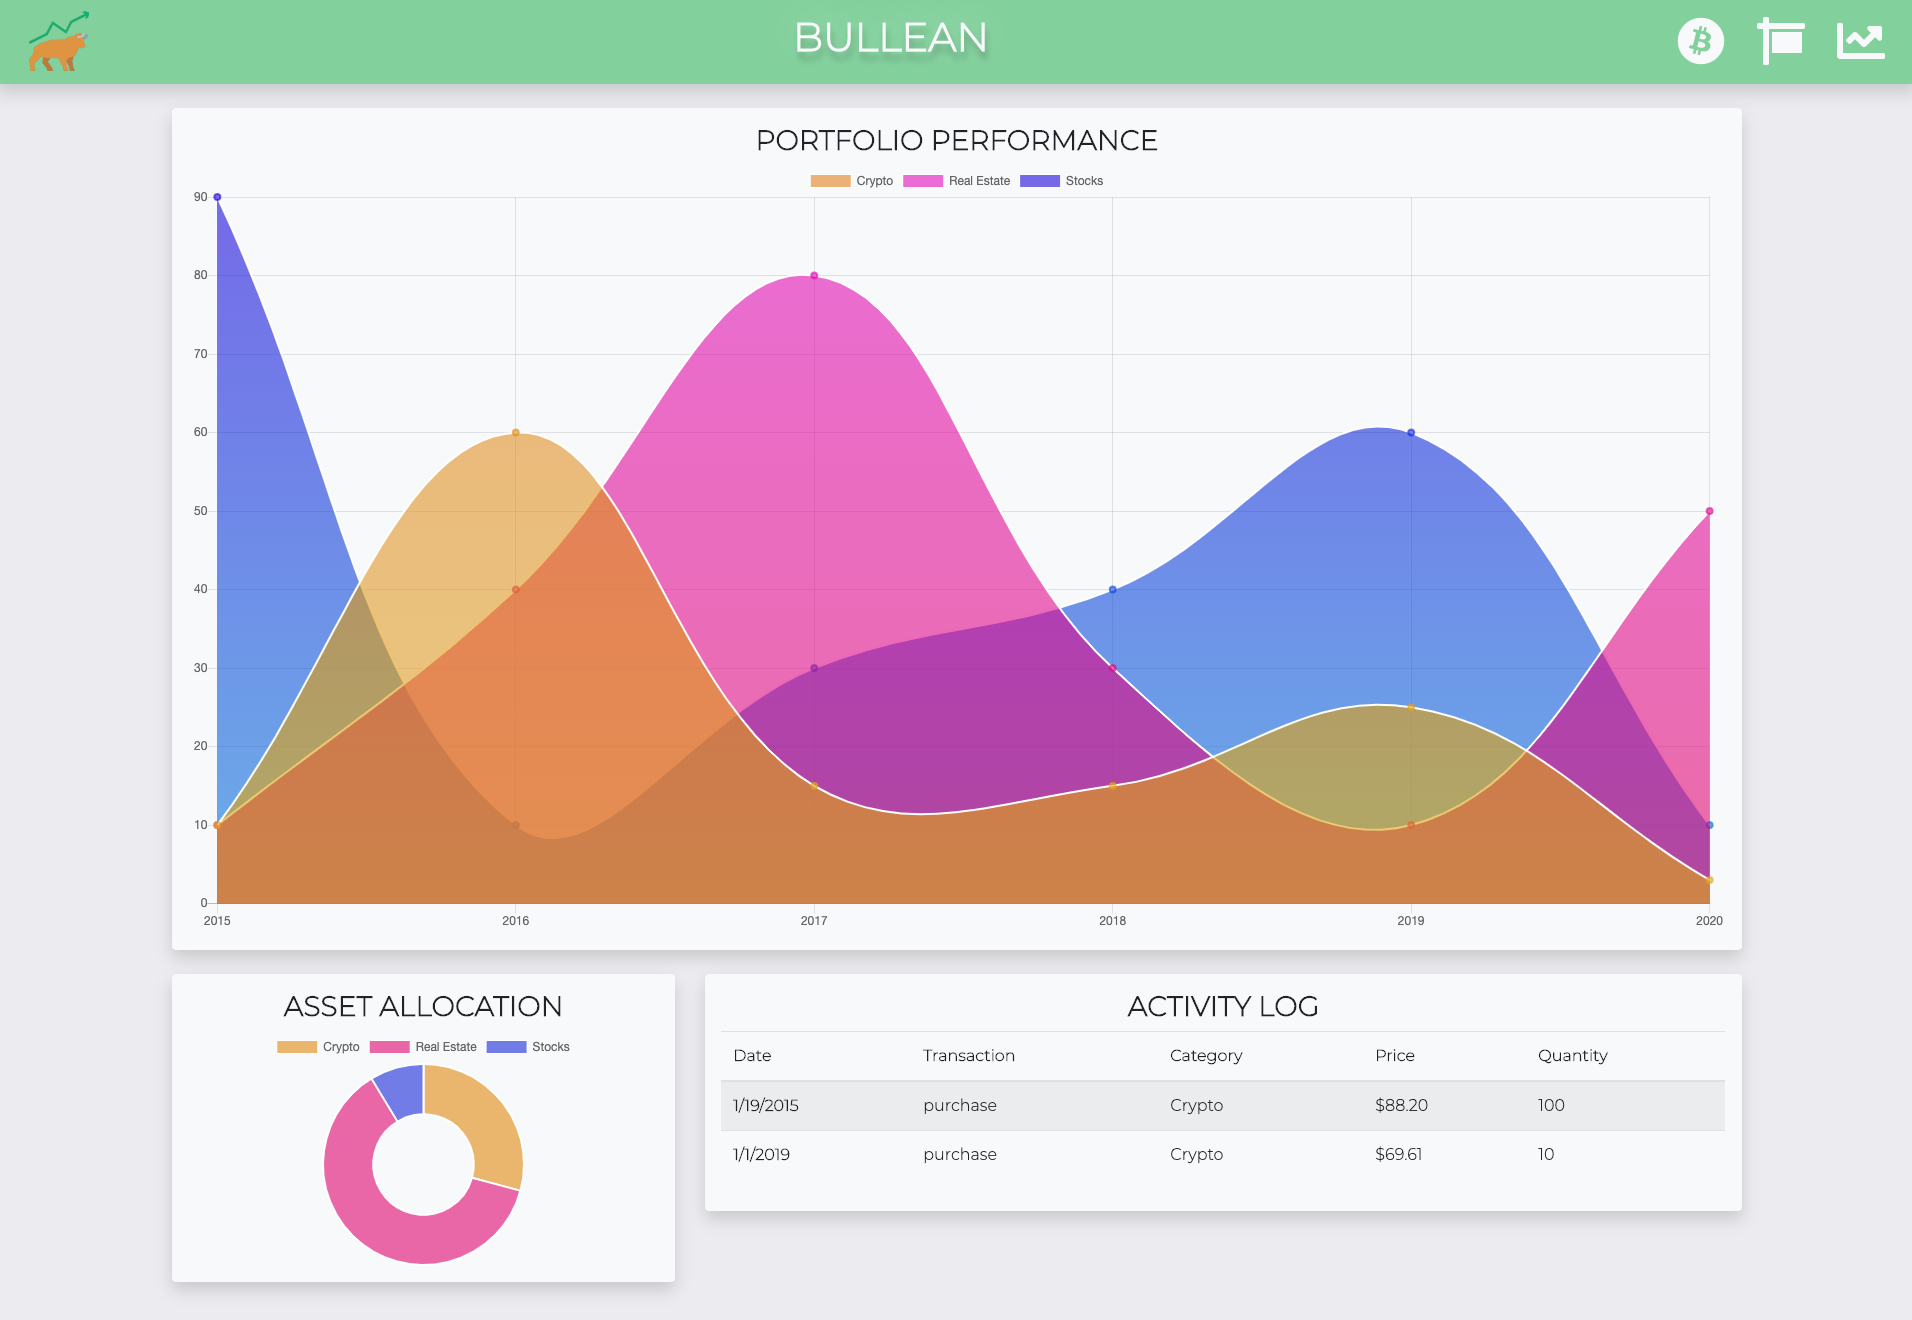 BULLEAN
PORTFOLIO PERFORMANCE
Crypto Real Estate Stocks
90
80
70
60
50
40
30
20
10
0
2015 2016 2017 2018 2019 2020
ASSET ALLOCATION
Crypto Real Estate Stocks
ACTIVITY LOG
Date Transaction Category Price Quantity
1/19/2015 purchase Crypto $88.20 100
1/1/2019 purchase Crypto $69.61 10